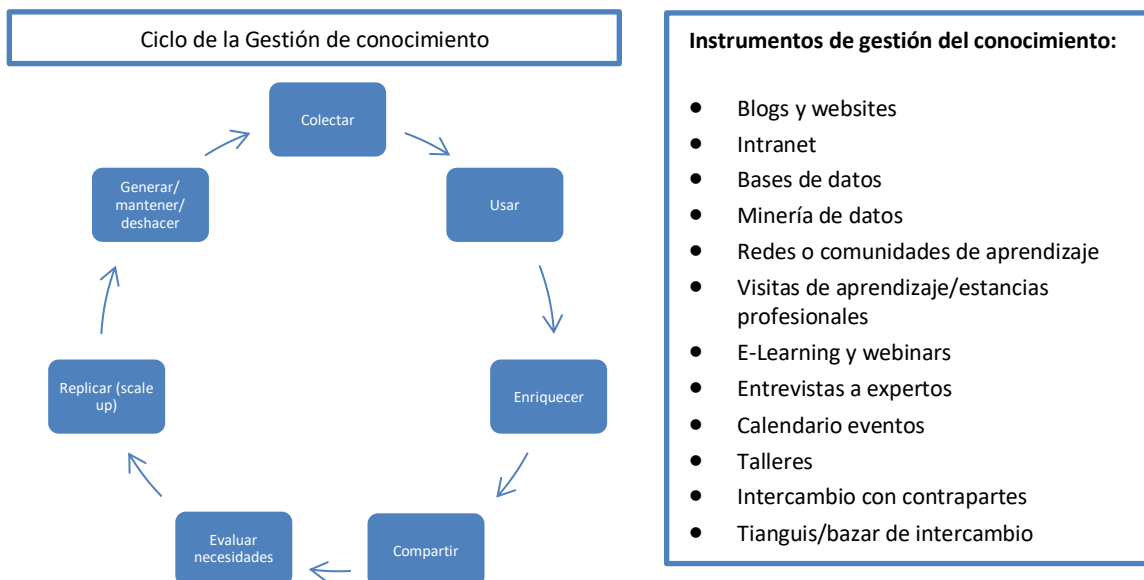 Ciclo de la Gestión de conocimiento
Colectar
Usar
Enriquecer
Compartir
Evaluar
necesidades
Replicar (scale
up)
Generar/
mantener/
deshacer
Instrumentos de gestión del conocimiento:
• Blogs y websites
• Intranet
• Bases de datos
• Minería de datos
• Redes o comunidades de aprendizaje
• Visitas de aprendizaje/estancias
profesionales
• E-Learning y webinars
• Entrevistas a expertos
• Calendario eventos
• Talleres
• Intercambio con contrapartes
• Tianguis/bazar de intercambio